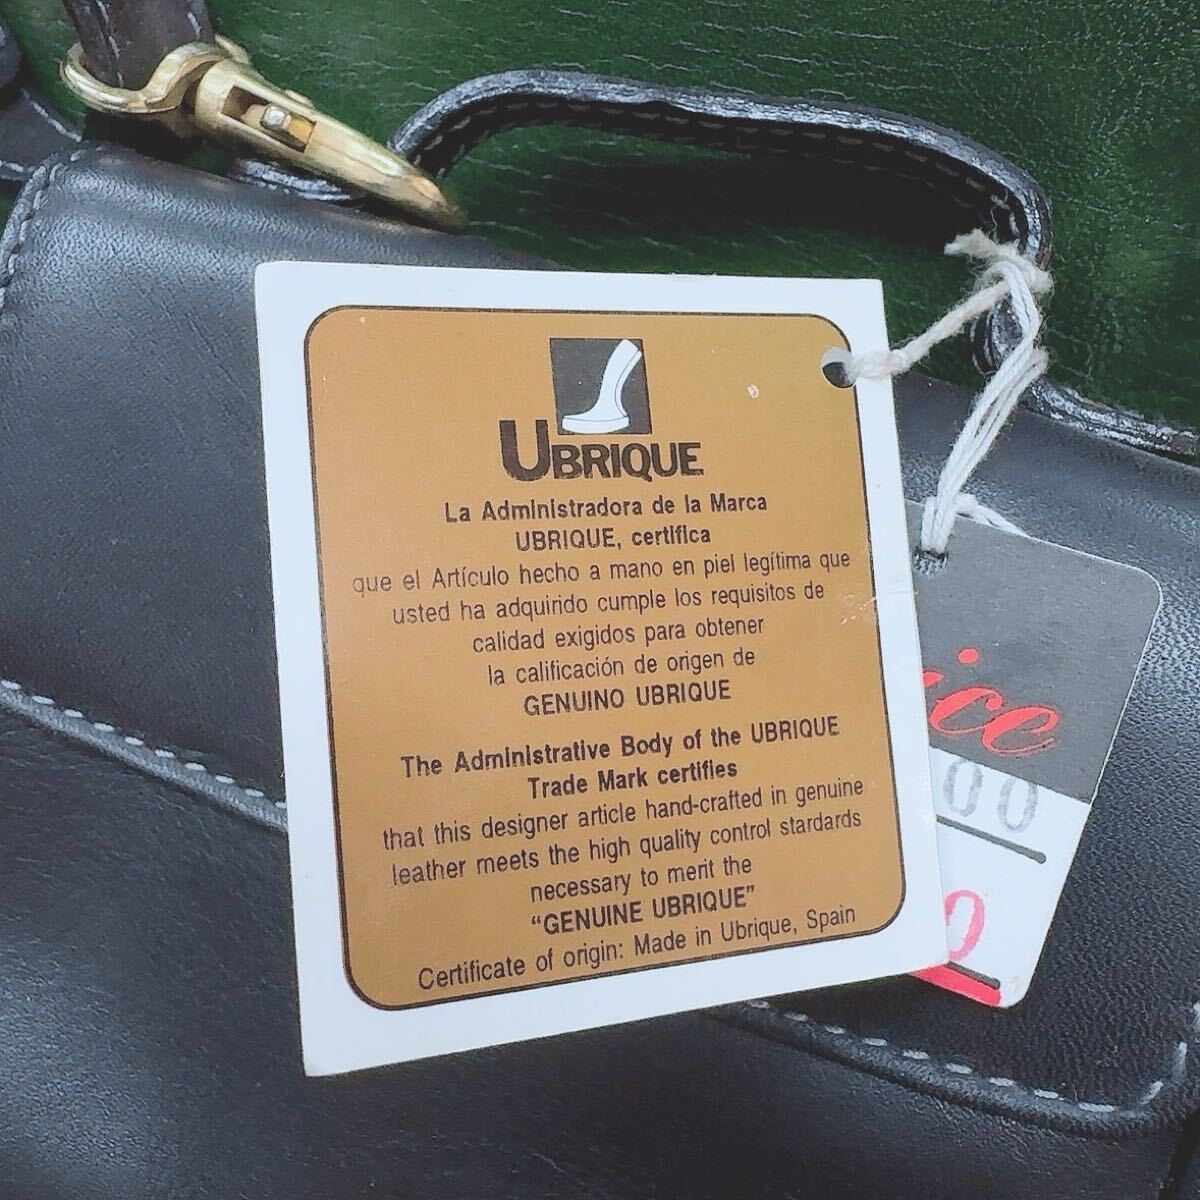 UBRIQUE
La Administradora de la Marca
UBRIQUE, certifica
que el Artículo hecho a mano en piel legítima que
usted ha adquirido cumple los requisitos de
calidad exigidos para obtener
la calificación de origen de
GENUINO UBRIQUE
The Administrative Body of the UBRIQUE
Trade Mark certifies
that this designer article hand-crafted in genuine
leather meets the high quality control stardards
necessary to merit the
“GENUINE UBRIQUE”
Certificate of origin: Made in Ubrique, Spain
ice
00
0